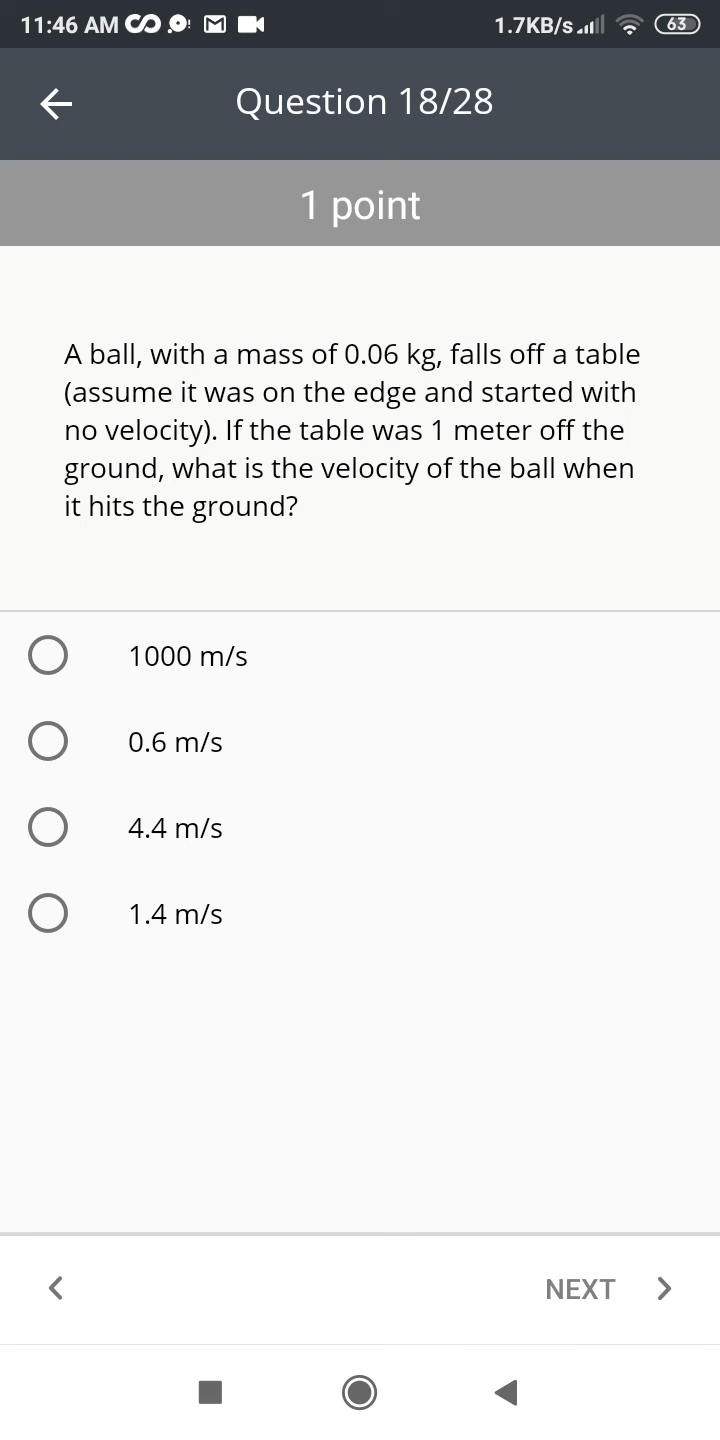 11:46 AM
1.7KB/s
63
Question 18/28
1 point
A ball, with a mass of 0.06 kg, falls off a table
(assume it was on the edge and started with
no velocity). If the table was 1 meter off the
ground, what is the velocity of the ball when
it hits the ground?
1000 m/s
0.6 m/s
4.4 m/s
1.4 m/s
NEXT